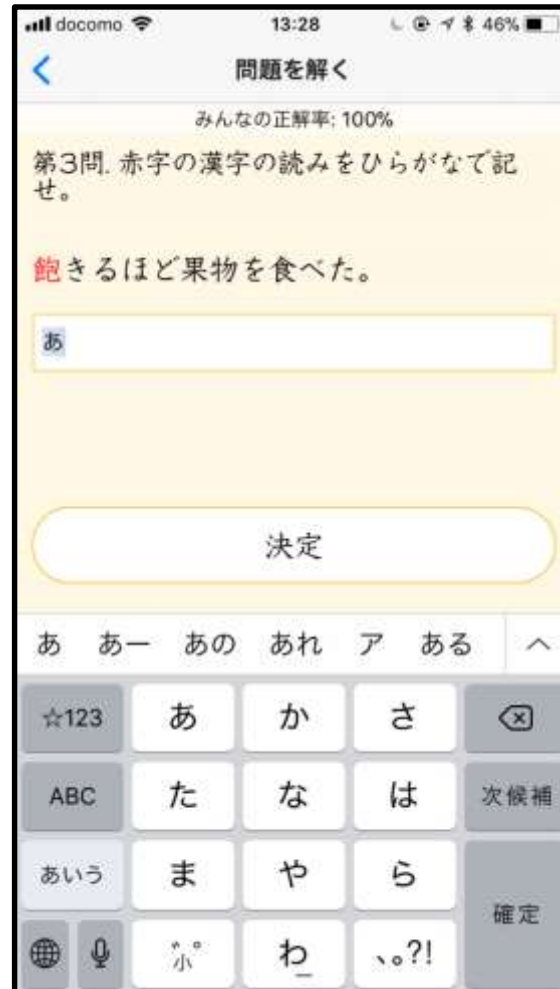 docomo 13:28 46%
問題を解く
みんなの正解率: 100%
第3問. 赤字の漢字の読みをひらがなで記
せ。
飽きるほど果物を食べた。
あ
決定
あ あー あの あれ ア ある
☆123 あ か さ
ABC た な は 次候補
あいう ま や ら
確定
小゛゜ わ 、。?!